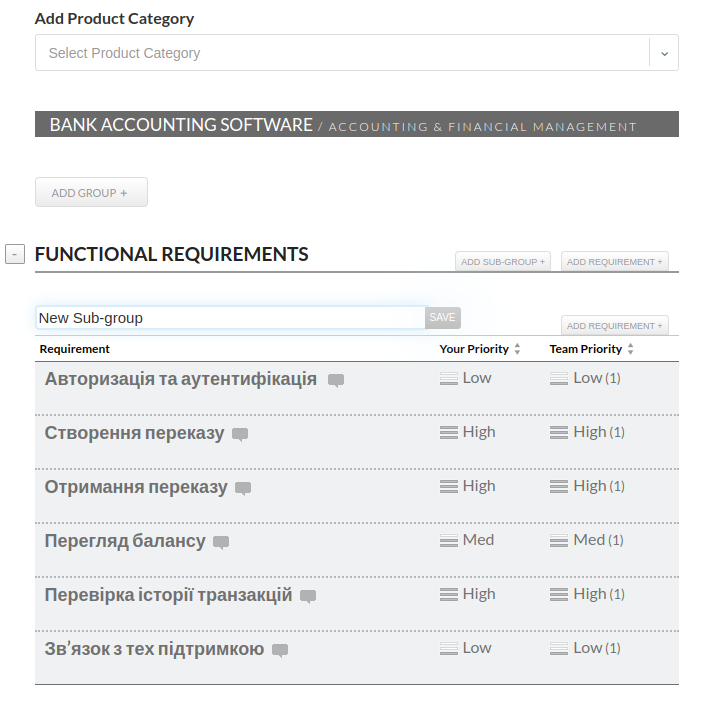 Add Product Category
Select Product Category
BANK ACCOUNTING SOFTWARE / ACCOUNTING & FINANCIAL MANAGEMENT
ADD GROUP +
- FUNCTIONAL REQUIREMENTS ADD SUB-GROUP + ADD REQUIREMENT +
New Sub-group SAVE ADD REQUIREMENT +
Requirement Your Priority Team Priority
Авторизація та аутентифікація Low Low (1)
Створення переказу High High (1)
Отримання переказу High High (1)
Перегляд балансу Med Med (1)
Перевірка історії транзакцій High High (1)
Зв’язок з тех підтримкою Low Low (1)